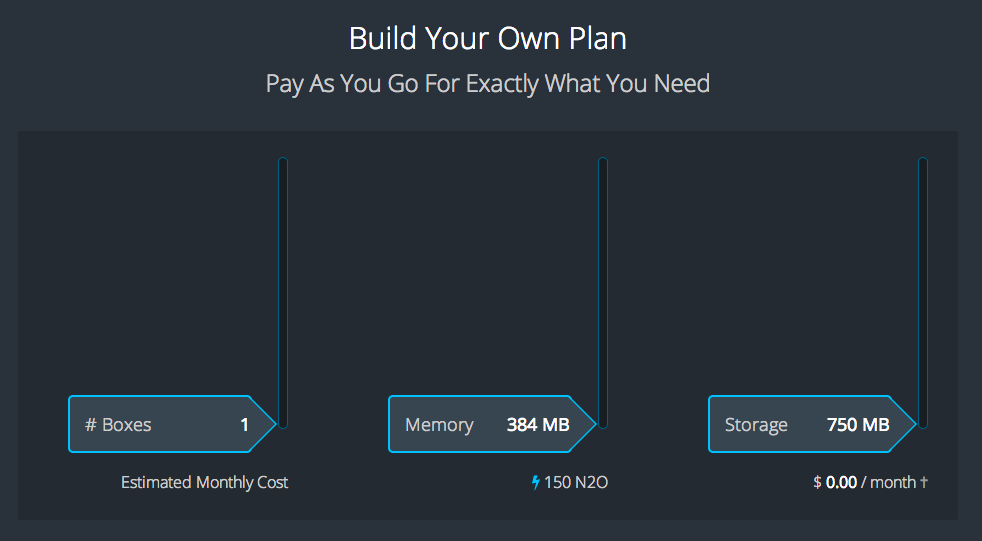 Build Your Own Plan
Pay As You Go For Exactly What You Need
# Boxes 1
Memory 384 MB
Storage 750 MB
Estimated Monthly Cost
150 N2O
$ 0.00 / month †